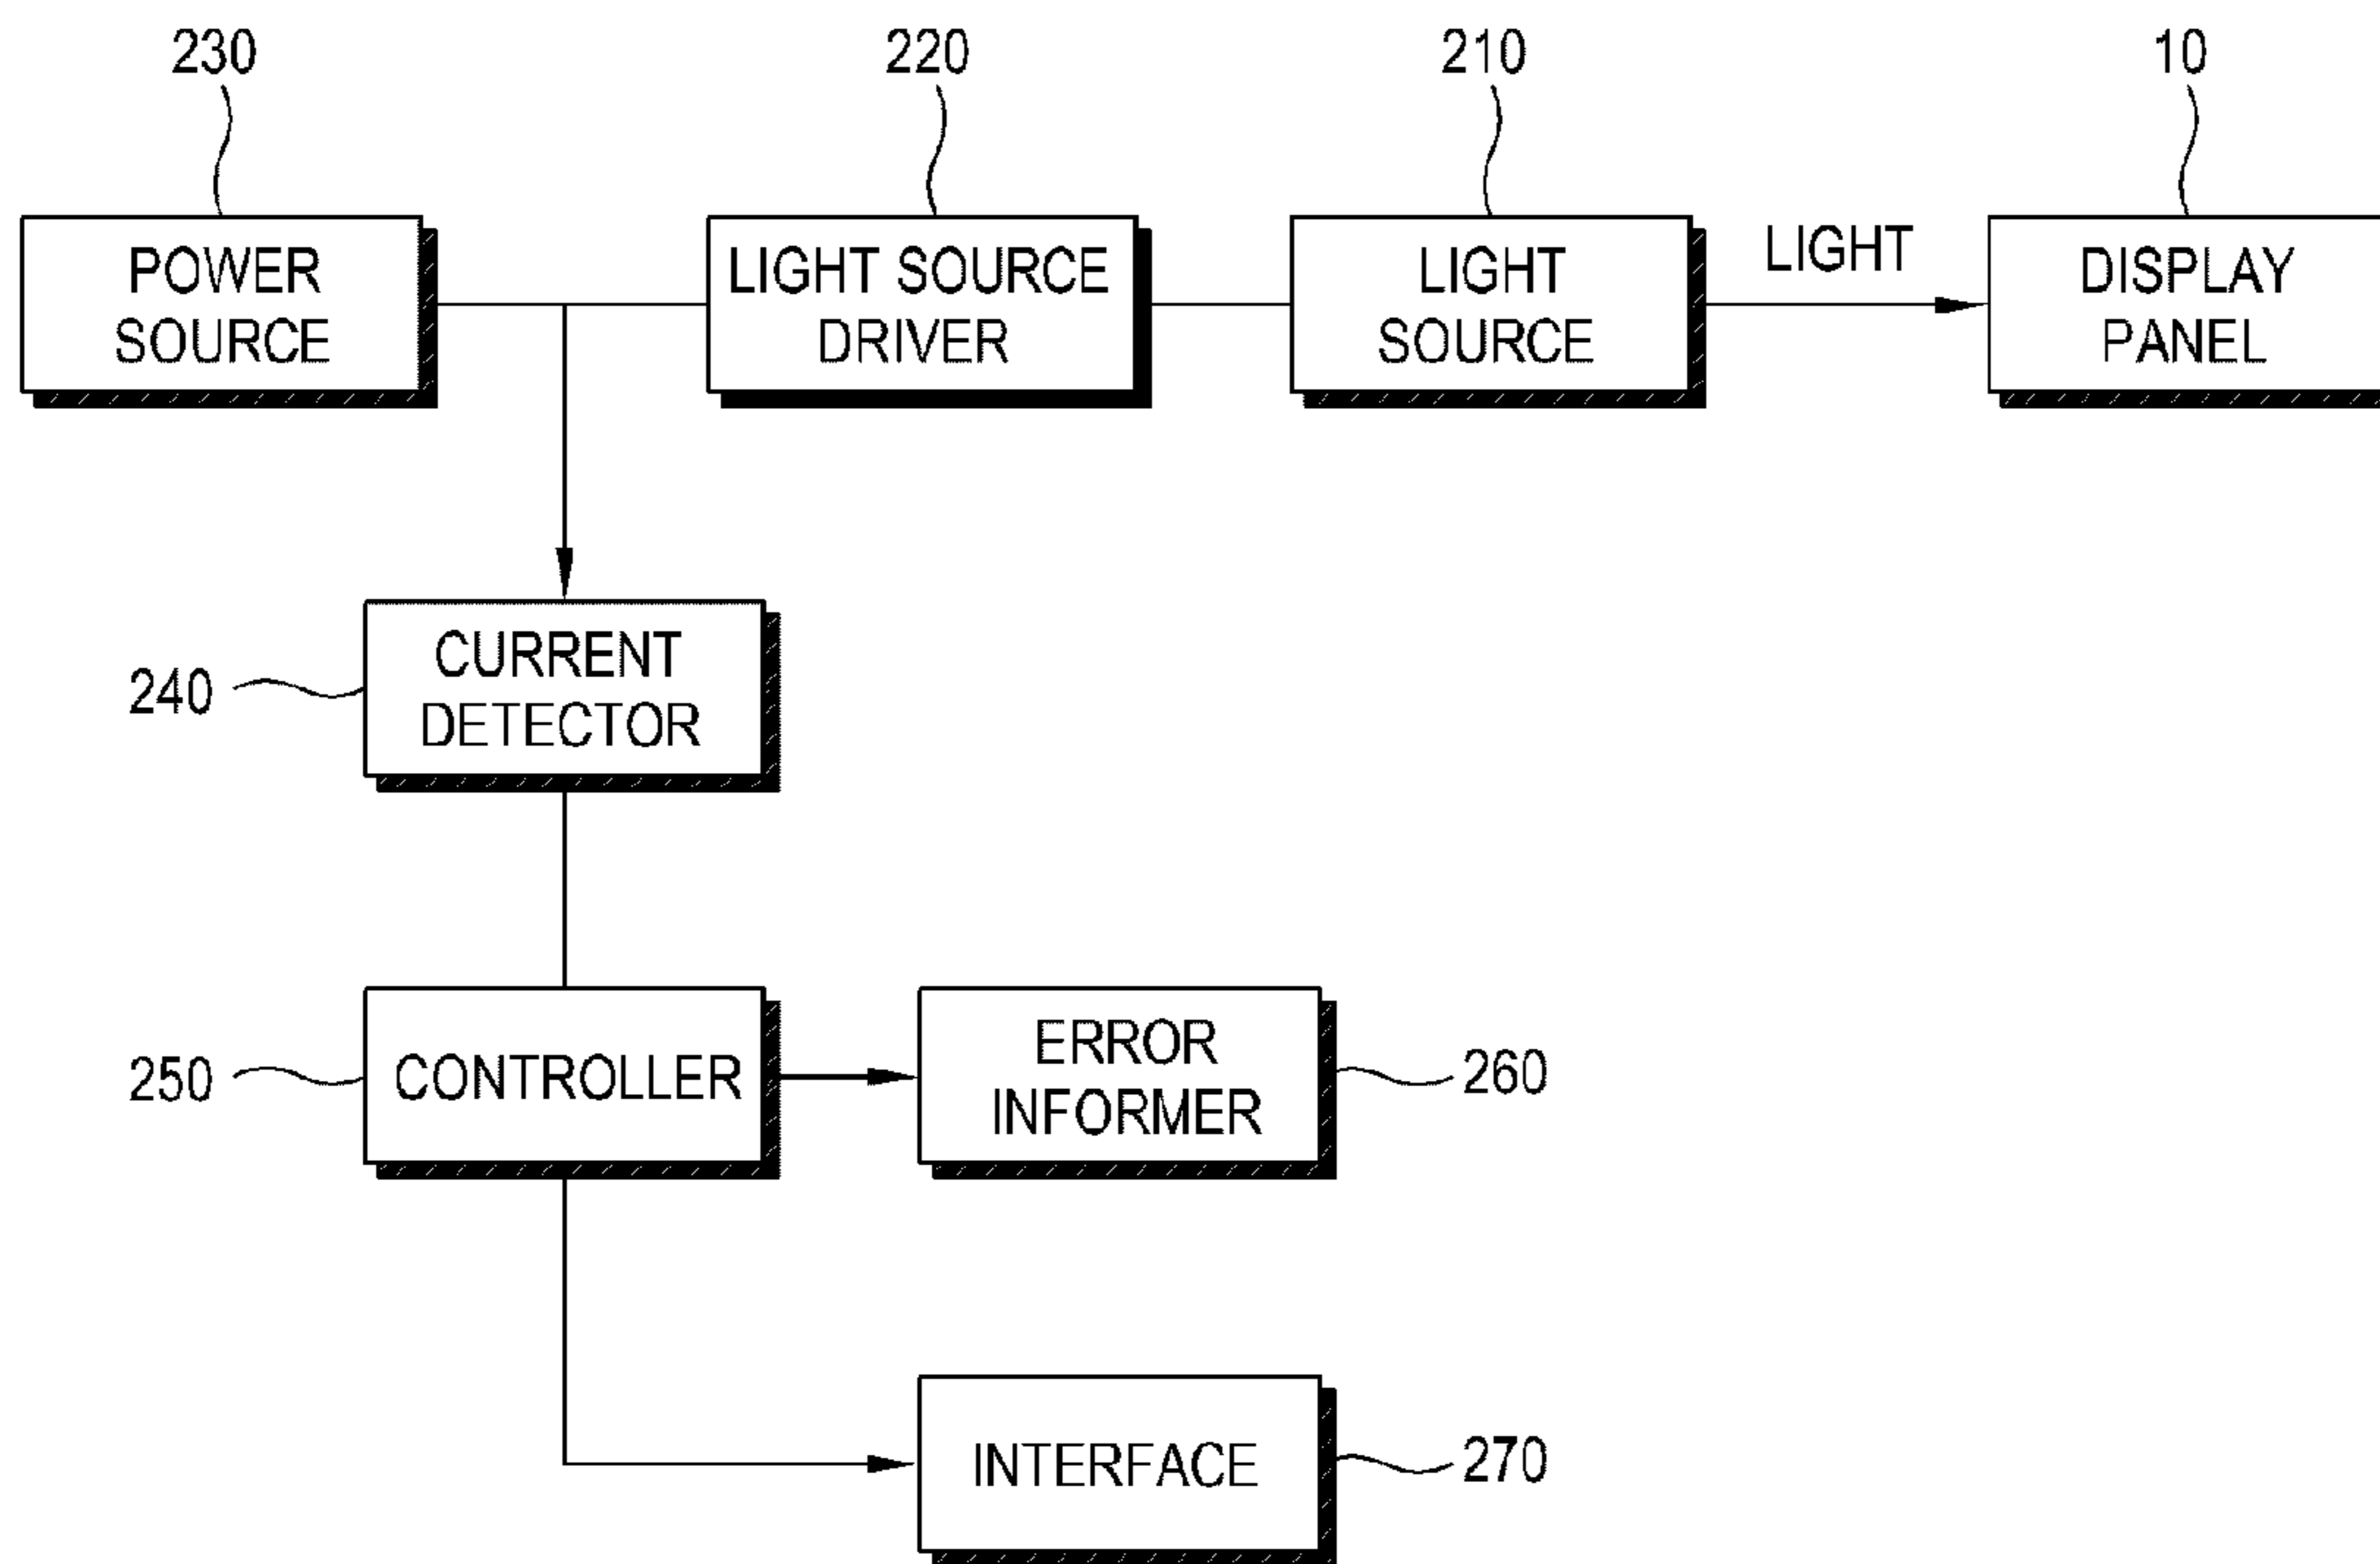 230
220
210
10
POWER
SOURCE
LIGHT SOURCE
DRIVER
LIGHT
SOURCE
LIGHT
DISPLAY
PANEL
240
CURRENT
DETECTOR
250
CONTROLLER
ERROR
INFORMER
260
INTERFACE
270